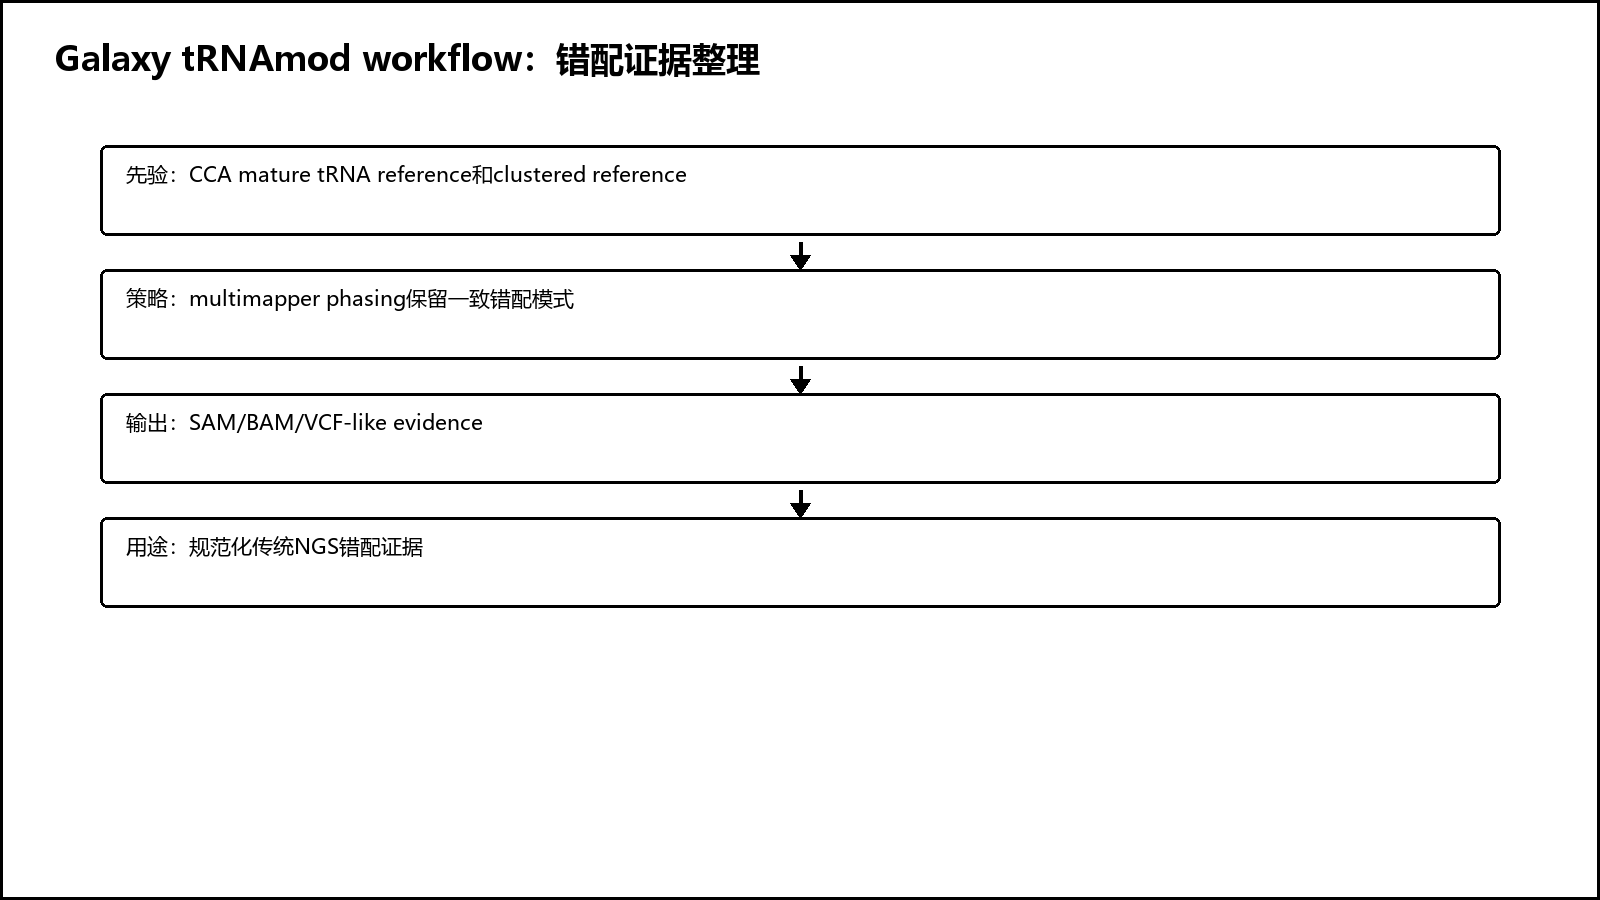 Galaxy tRNAmod workflow：错配证据整理
先验：CCA mature tRNA reference和clustered reference
策略：multimapper phasing保留一致错配模式
输出：SAM/BAM/VCF-like evidence
用途：规范化传统NGS错配证据